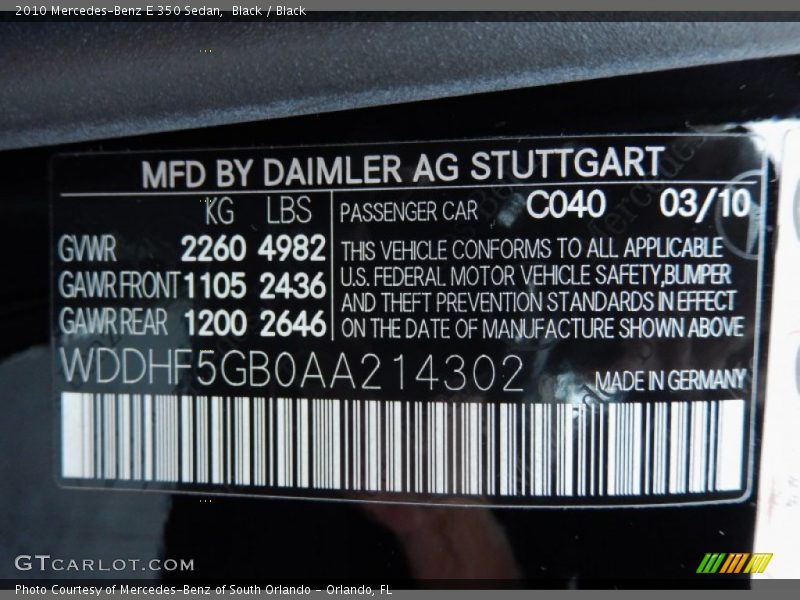 2010 Mercedes-Benz E 350 Sedan, Black / Black
MFD BY DAIMLER AG STUTTGART
KG LBS
GVWR 2260 4982
GAWR FRONT 1105 2436
GAWR REAR 1200 2646
PASSENGER CAR C040 03/10
THIS VEHICLE CONFORMS TO ALL APPLICABLE
U.S. FEDERAL MOTOR VEHICLE SAFETY,BUMPER
AND THEFT PREVENTION STANDARDS IN EFFECT
ON THE DATE OF MANUFACTURE SHOWN ABOVE
WDDHF5GB0AA214302
MADE IN GERMANY
GTCARLOT.COM
Photo Courtesy of Mercedes-Benz of South Orlando - Orlando, FL